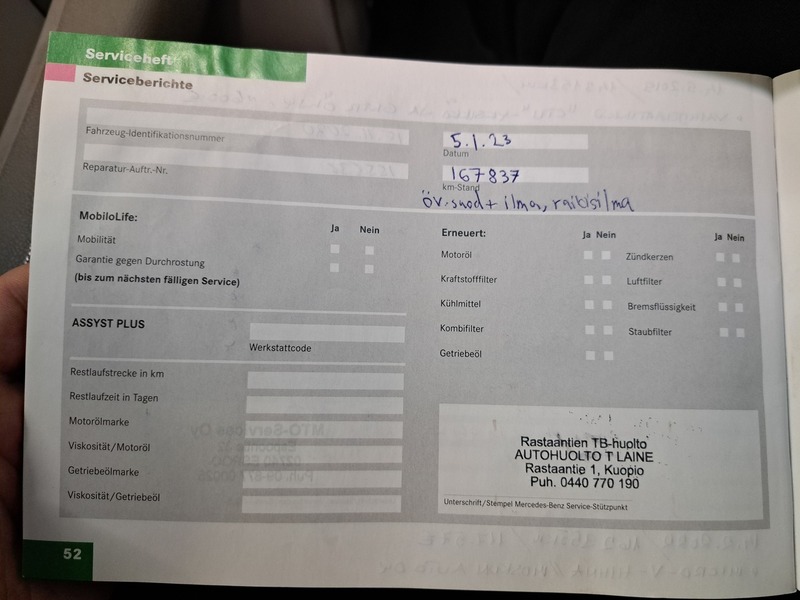 Serviceheft
Serviceberichte
Fahrzeug-Identifikationsnummer
5.1.23
Datum
Reparatur-Auftr.-Nr.
167837
km-Stand
öv.suod + ilma,
MobiloLife:
Ja Nein
Mobilität
Garantie gegen Durchrostung
(bis zum nächsten fälligen Service)
Erneuert:
Ja Nein
Ja Nein
Motoröl
Zündkerzen
Kraftstofffilter
Luftfilter
Kühlmittel
Bremsflüssigkeit
Kombifilter
Staubfilter
Getriebeöl
ASSYST PLUS
Werkstattcode
Restlaufstrecke in km
Restlaufzeit in Tagen
Motorölmarke
Viskosität/Motoröl
Getriebeölmarke
Viskosität/Getriebeöl
Rastaantien TB-huolto
AUTOHUOLTO T LAINE
Rastaantie 1, Kuopio
Puh. 0440 770 190
Unterschrift/Stempel Mercedes-Benz Service-Stützpunkt
52